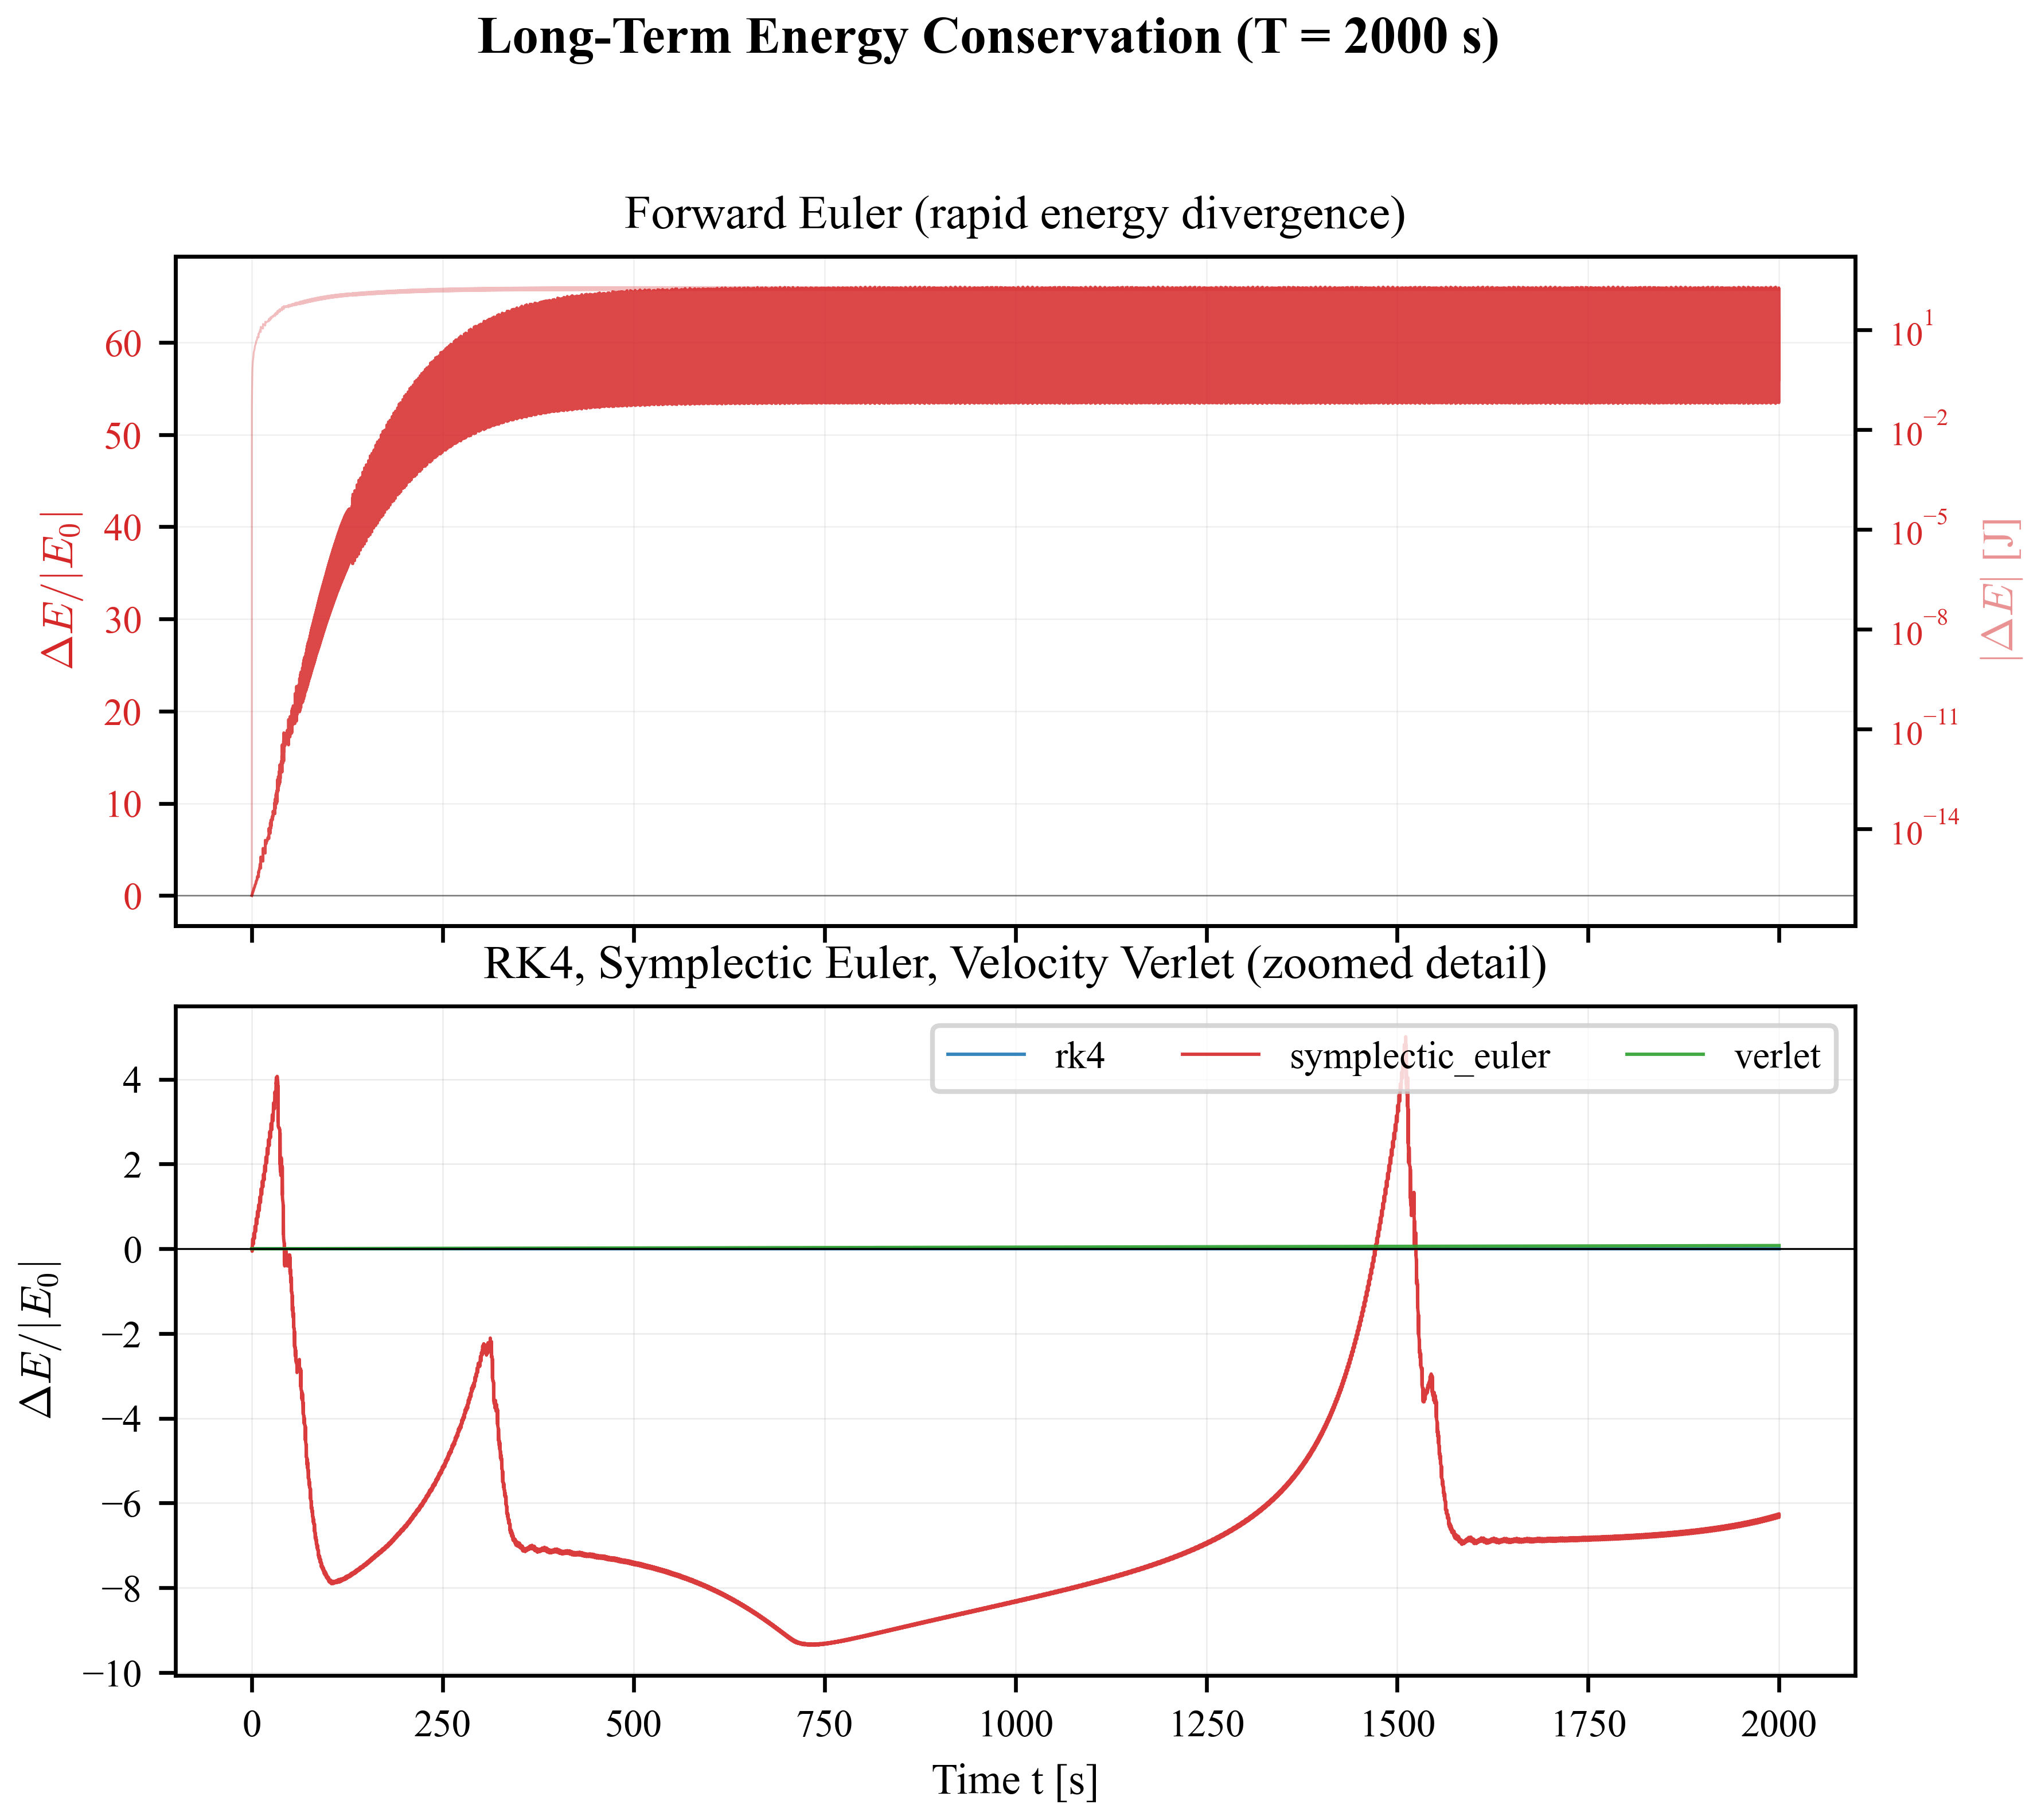 Long-Term Energy Conservation (T = 2000 s)
Forward Euler (rapid energy divergence)
60
50
40
30
20
10
0
ΔE/|E₀|
10¹
10⁻²
10⁻⁵
10⁻⁸
10⁻¹¹
10⁻¹⁴
|ΔE| [J]
RK4, Symplectic Euler, Velocity Verlet (zoomed detail)
rk4 symplectic_euler verlet
4
2
0
−2
−4
−6
−8
−10
ΔE/|E₀|
0 250 500 750 1000 1250 1500 1750 2000
Time t [s]